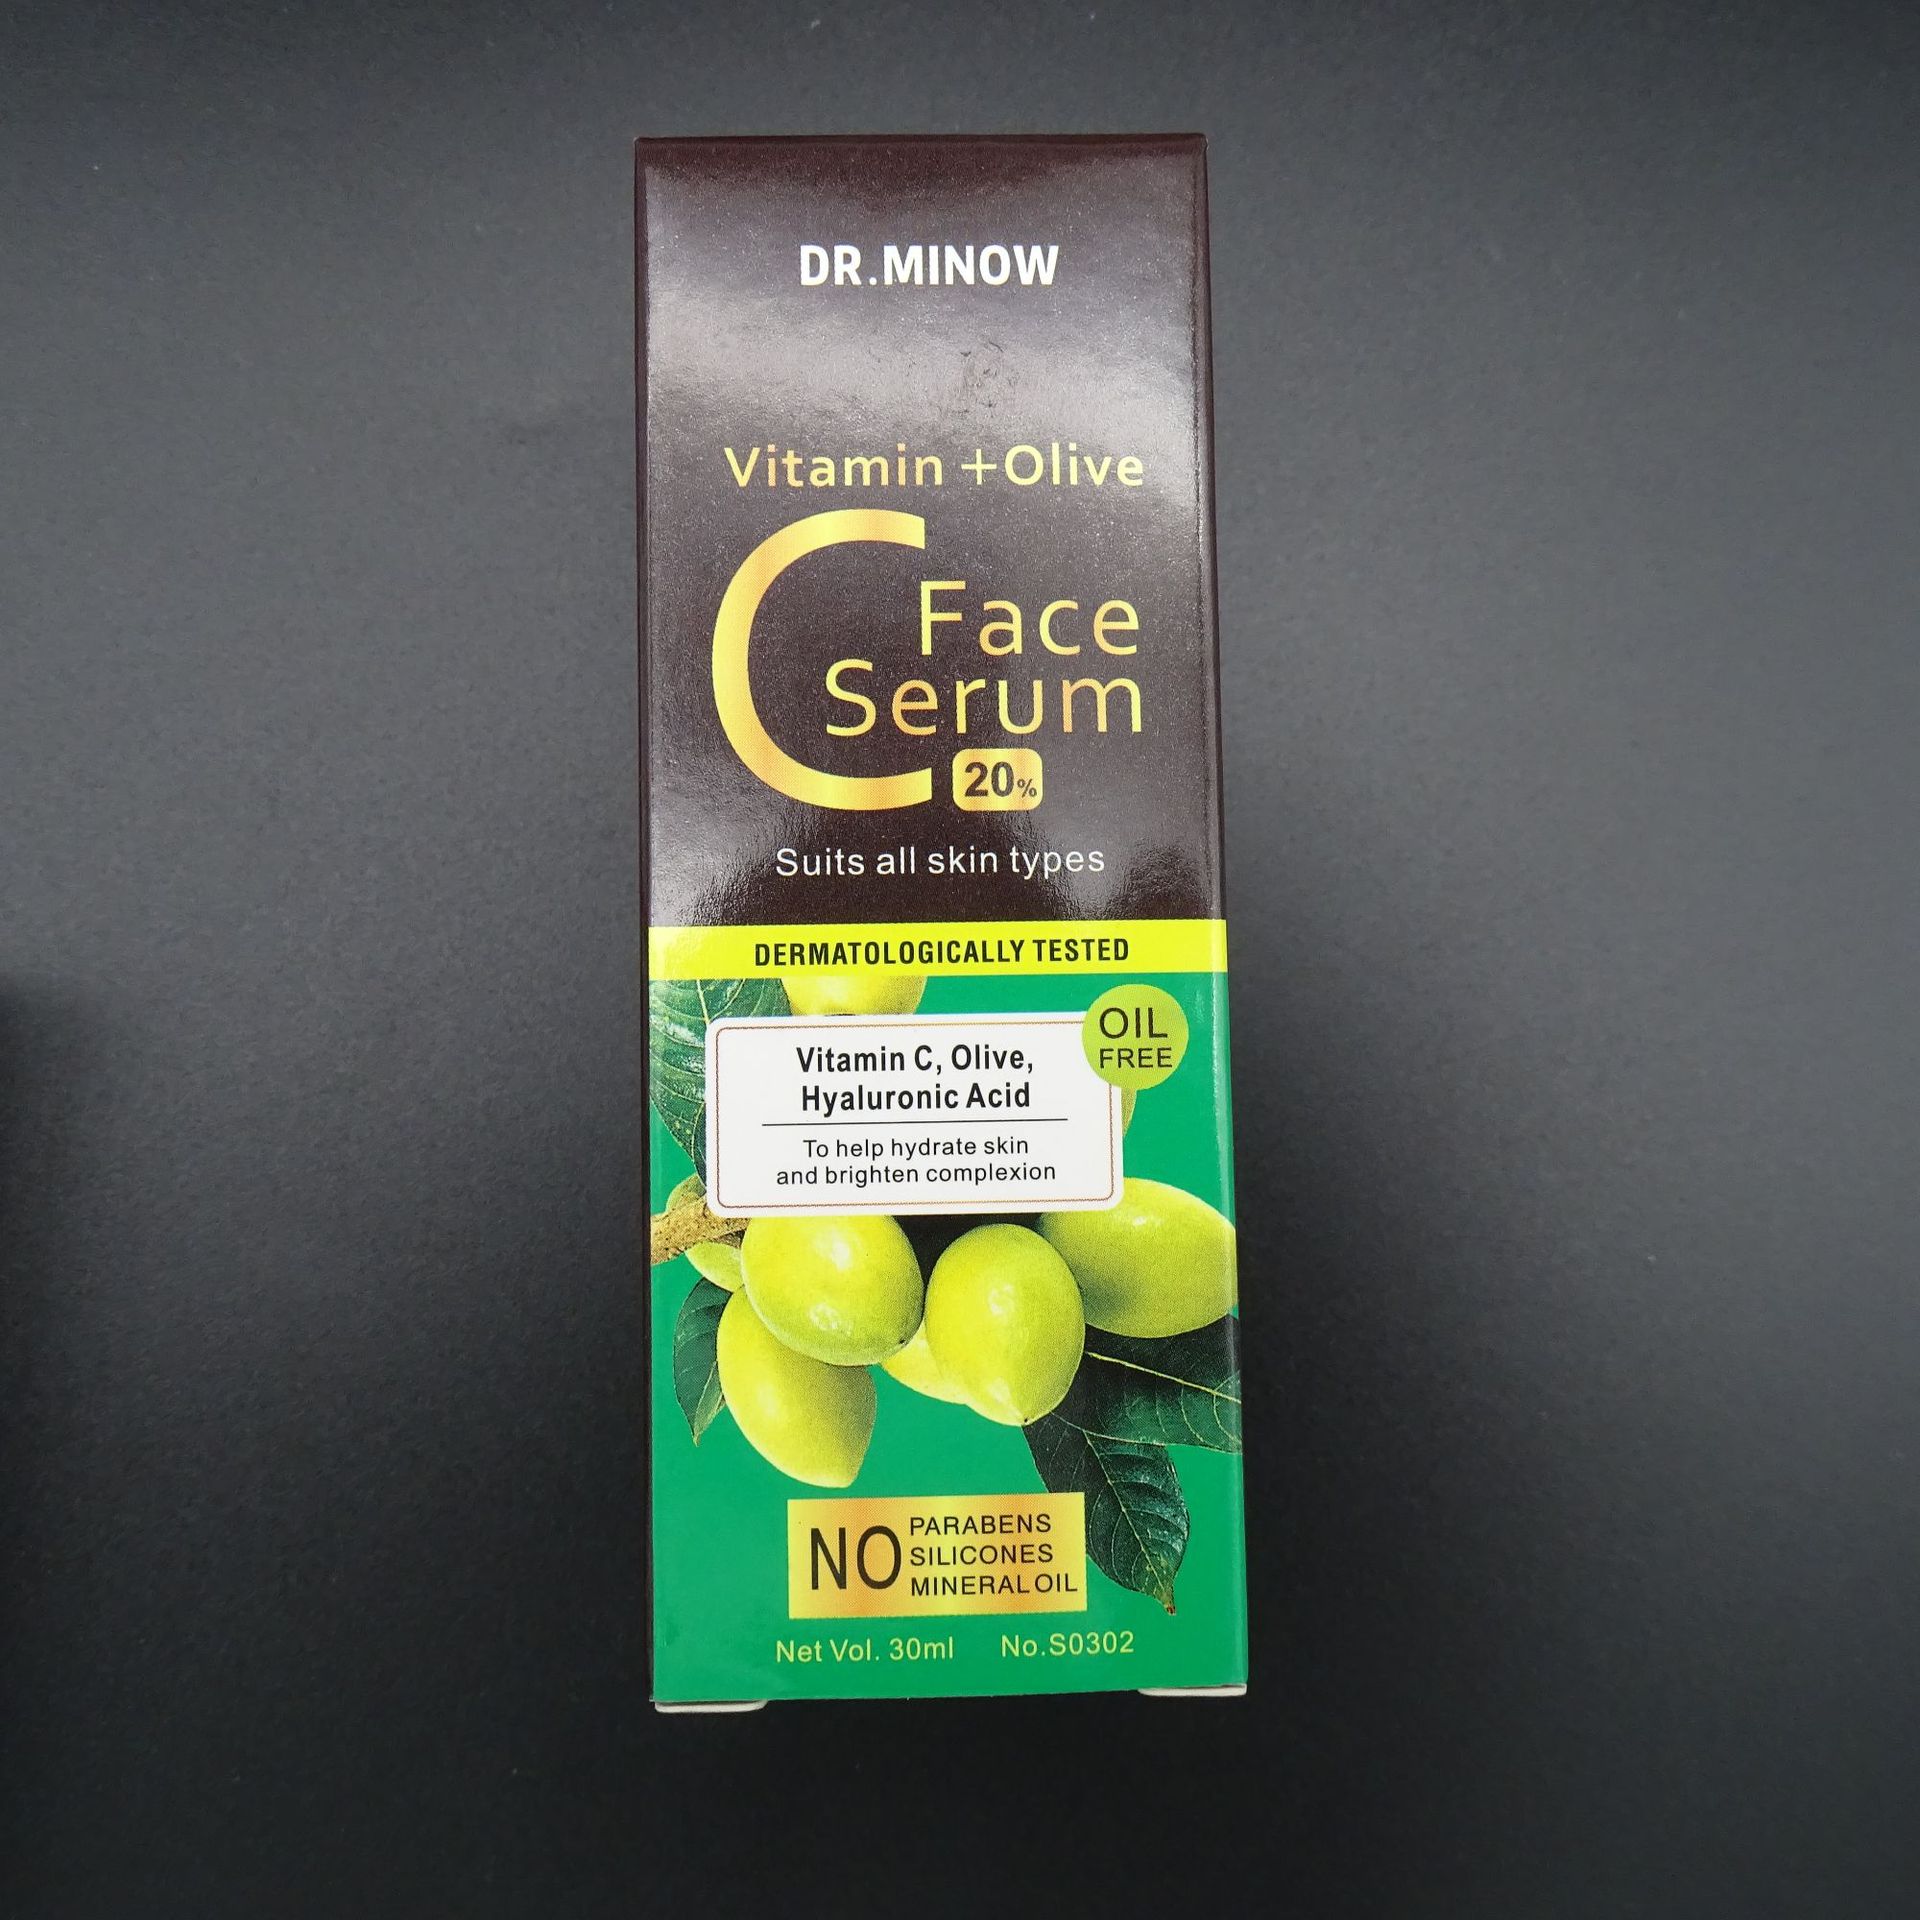 DR.MINOW
Vitamin +Olive
C Face
Serum
20%
Suits all skin types
DERMATOLOGICALLY TESTED
OIL
FREE
Vitamin C, Olive,
Hyaluronic Acid
To help hydrate skin
and brighten complexion
NO PARABENS
SILICONES
MINERAL OIL
Net Vol. 30ml No.S0302